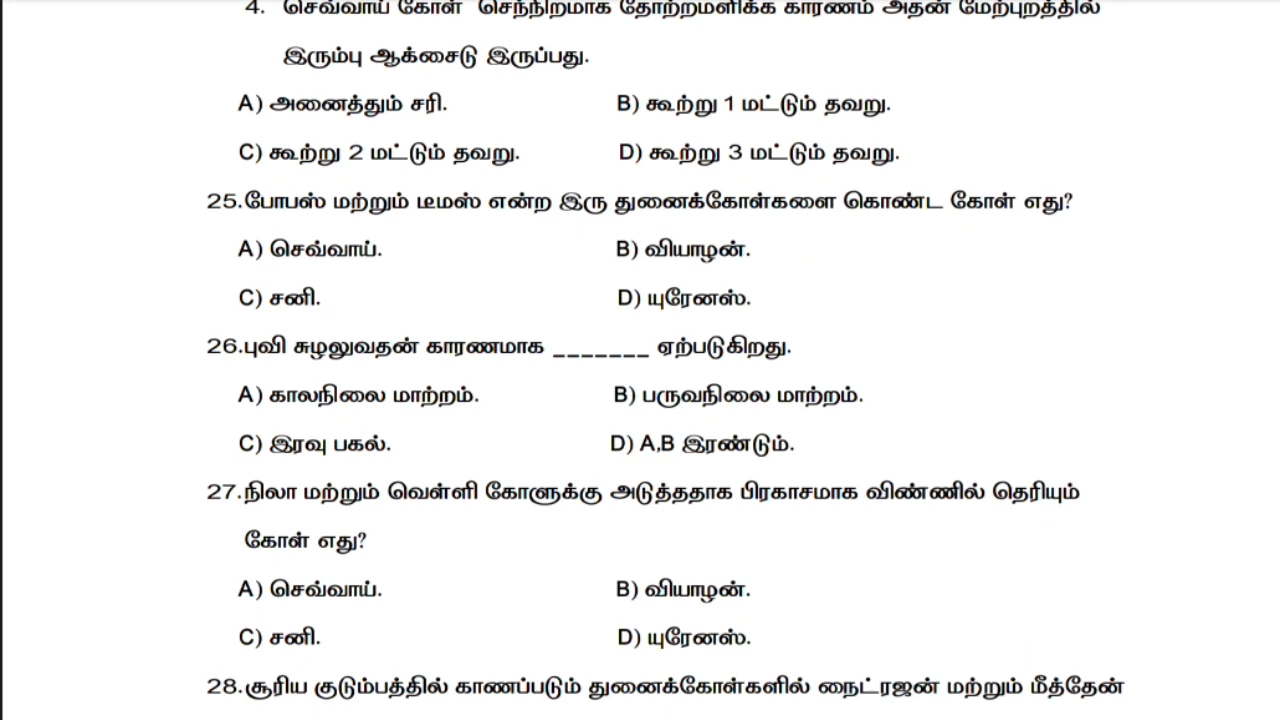 4. செவ்வாய் கோள் செந்நிறமாக தோற்றமளிக்க காரணம் அதன் மேற்புறத்தில்
இரும்பு ஆக்சைடு இருப்பது.
A) அனைத்தும் சரி. B) கூற்று 1 மட்டும் தவறு.
C) கூற்று 2 மட்டும் தவறு. D) கூற்று 3 மட்டும் தவறு.
25.போபஸ் மற்றும் டீமஸ் என்ற இரு துனைக்கோள்களை கொண்ட கோள் எது?
A) செவ்வாய். B) வியாழன்.
C) சனி. D) யுரேனஸ்.
26.புவி சுழலுவதன் காரணமாக _______ ஏற்படுகிறது.
A) காலநிலை மாற்றம். B) பருவநிலை மாற்றம்.
C) இரவு பகல். D) A,B இரண்டும்.
27.நிலா மற்றும் வெள்ளி கோளுக்கு அடுத்ததாக பிரகாசமாக விண்ணில் தெரியும்
கோள் எது?
A) செவ்வாய். B) வியாழன்.
C) சனி. D) யுரேனஸ்.
28.சூரிய குடும்பத்தில் காணப்படும் துனைக்கோள்களில் நைட்ரஜன் மற்றும் மீத்தேன்